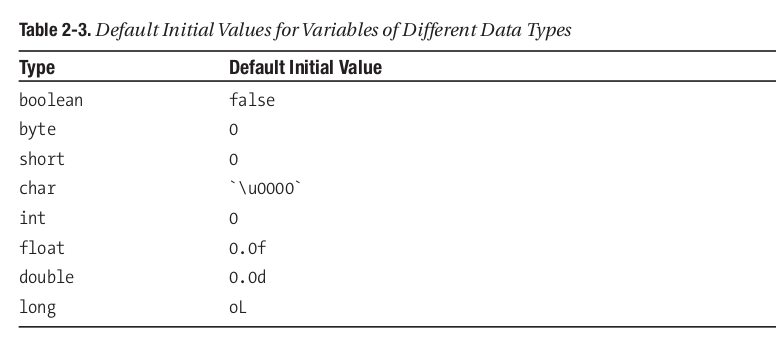 Table 2-3. Default Initial Values for Variables of Different Data Types
Type Default Initial Value
boolean false
byte 0
short 0
char `\u0000`
int 0
float 0.0f
double 0.0d
long oL